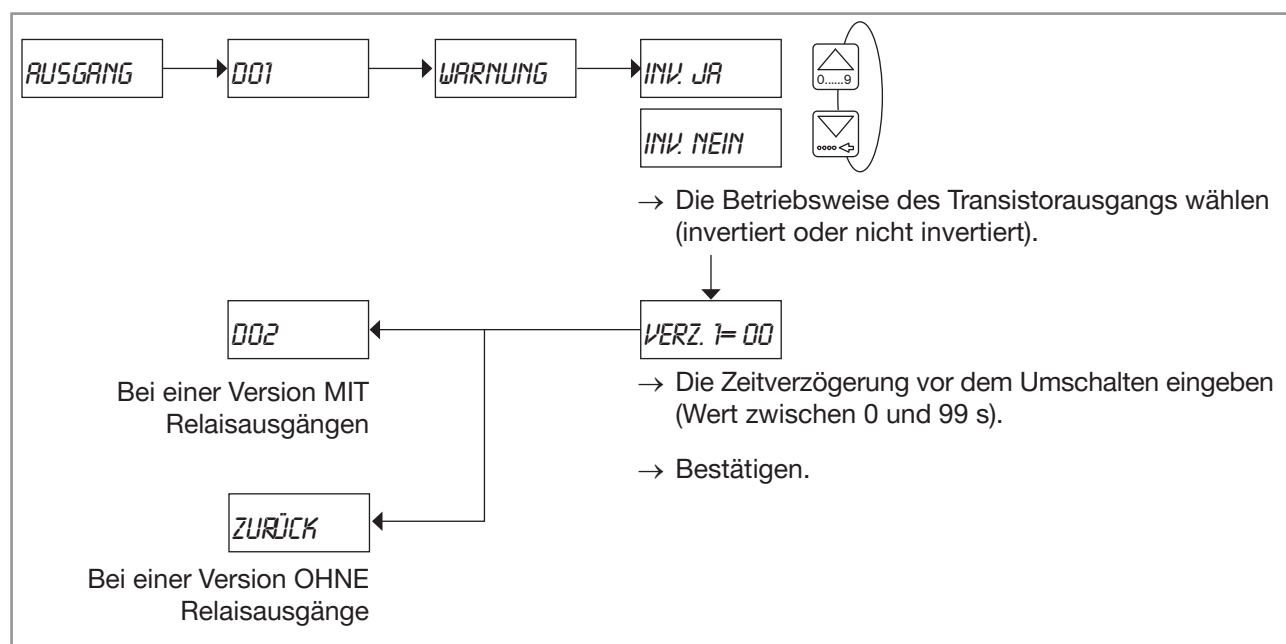 AUSGANG
DO1
WARNUNG
INV. JA
0......9
INV. NEIN
→ Die Betriebsweise des Transistorausgangs wählen
(invertiert oder nicht invertiert).
DO2
VERZ. 1= 00
Bei einer Version MIT
Relaisausgängen
→ Die Zeitverzögerung vor dem Umschalten eingeben
(Wert zwischen 0 und 99 s).
→ Bestätigen.
ZURÜCK
Bei einer Version OHNE
Relaisausgänge